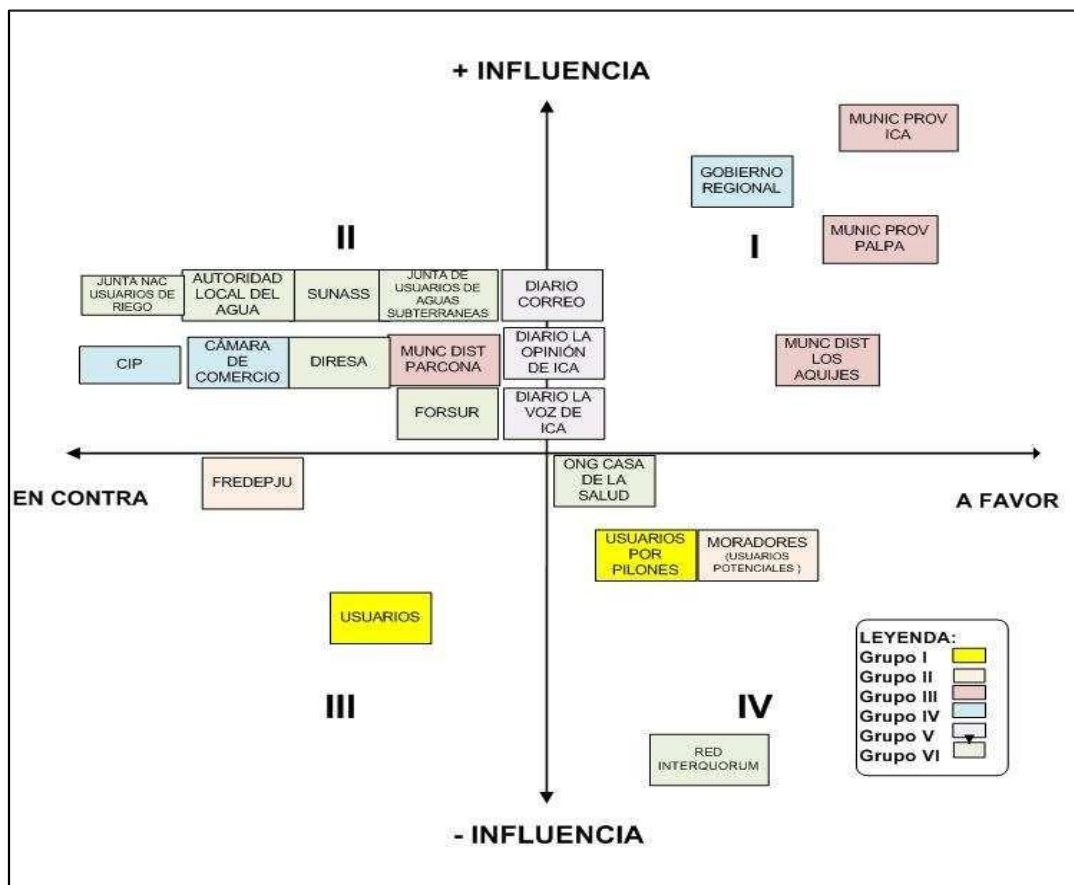 + INFLUENCIA
MUNIC PROV
ICA
GOBIERNO
REGIONAL
II
I
MUNIC PROV
PALPA
JUNTA NAC
USUARIOS DE
RIEGO
AUTORIDAD
LOCAL DEL
AGUA
SUNASS
JUNTA DE
USUARIOS DE
AGUAS
SUBTERRANEAS
DIARIO
CORREO
CIP
CÁMARA
DE
COMERCIO
DIRESA
MUNC DIST
PARCONA
DIARIO LA
OPINIÓN
DE ICA
MUNC DIST
LOS
AQUIJES
FORSUR
DIARIO LA
VOZ DE
ICA
EN CONTRA
FREDEPJU
ONG CASA
DE LA
SALUD
A FAVOR
USUARIOS
POR
PILONES
MORADORES
(USUARIOS
POTENCIALES )
USUARIOS
III
IV
RED
INTERQUORUM
LEYENDA:
Grupo I
Grupo II
Grupo III
Grupo IV
Grupo V
Grupo VI
- INFLUENCIA